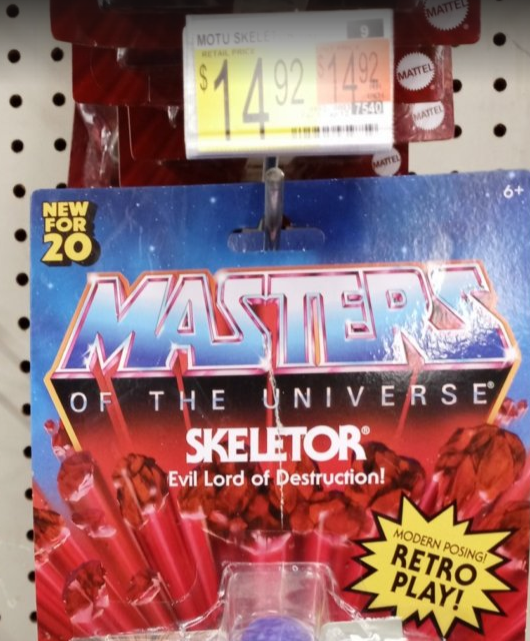 MATTEL
MOTU SKELE
9
RETAIL PRICE
$14.92
$14.92
7540
MATTEL
MATTEL
MATTEL
6+
NEW
FOR
20
MASTERS
OF THE UNIVERSE®
SKELETOR®
Evil Lord of Destruction!
MODERN POSING!
RETRO
PLAY!